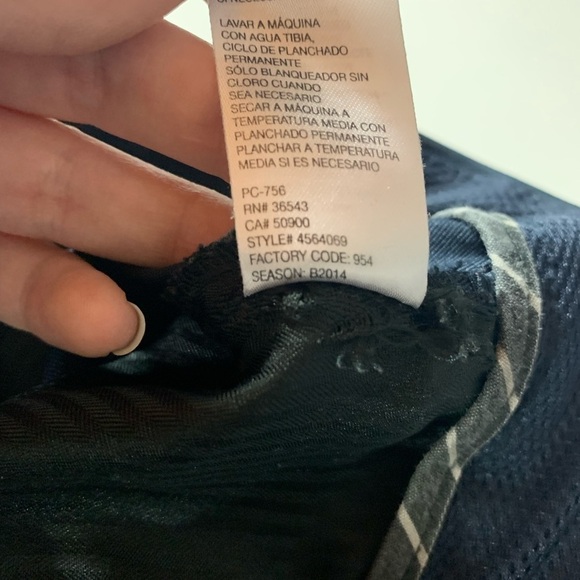 LAVAR A MÁQUINA
CON AGUA TIBIA,
CICLO DE PLANCHADO
PERMANENTE
SÓLO BLANQUEADOR SIN
CLORO CUANDO
SEA NECESARIO
SECAR A MÁQUINA A
TEMPERATURA MEDIA CON
PLANCHADO PERMANENTE
PLANCHAR A TEMPERATURA
MEDIA SI ES NECESARIO
PC-756
RN# 36543
CA# 50900
STYLE# 4564069
FACTORY CODE: 954
SEASON: B2014